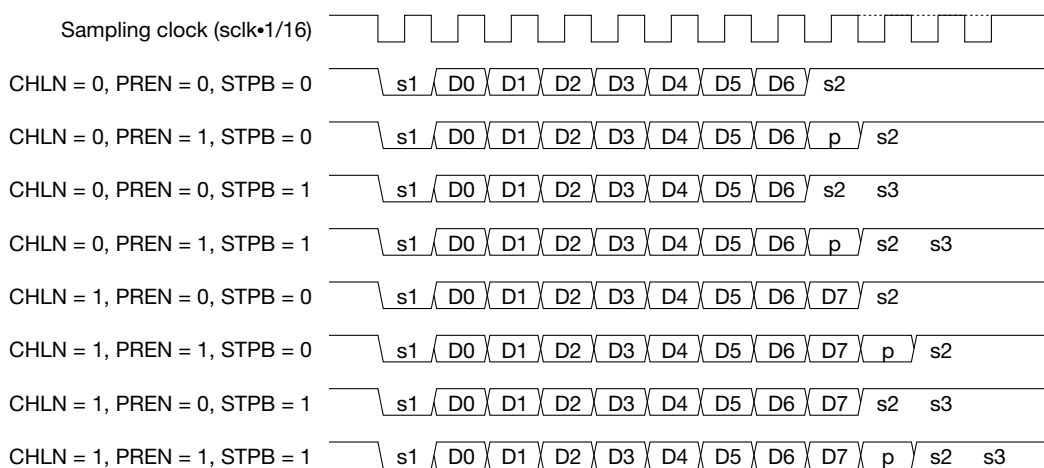 Sampling clock (sclk•1/16)
CHLN = 0, PREN = 0, STPB = 0 s1 D0 D1 D2 D3 D4 D5 D6 s2
CHLN = 0, PREN = 1, STPB = 0 s1 D0 D1 D2 D3 D4 D5 D6 p s2
CHLN = 0, PREN = 0, STPB = 1 s1 D0 D1 D2 D3 D4 D5 D6 s2 s3
CHLN = 0, PREN = 1, STPB = 1 s1 D0 D1 D2 D3 D4 D5 D6 p s2 s3
CHLN = 1, PREN = 0, STPB = 0 s1 D0 D1 D2 D3 D4 D5 D6 D7 s2
CHLN = 1, PREN = 1, STPB = 0 s1 D0 D1 D2 D3 D4 D5 D6 D7 p s2
CHLN = 1, PREN = 0, STPB = 1 s1 D0 D1 D2 D3 D4 D5 D6 D7 s2 s3
CHLN = 1, PREN = 1, STPB = 1 s1 D0 D1 D2 D3 D4 D5 D6 D7 p s2 s3